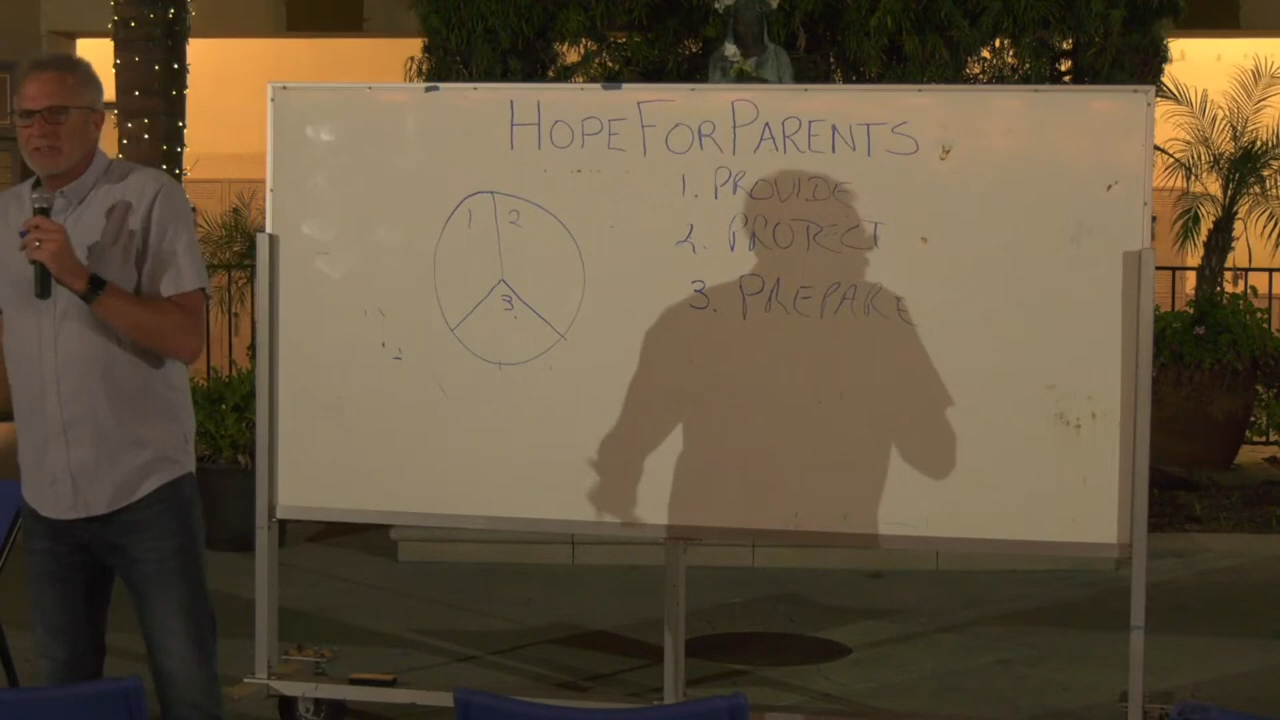 HOPE FOR PARENTS
1. PROVIDE
2. PROTECT
3. PREPARE
1 2
3.